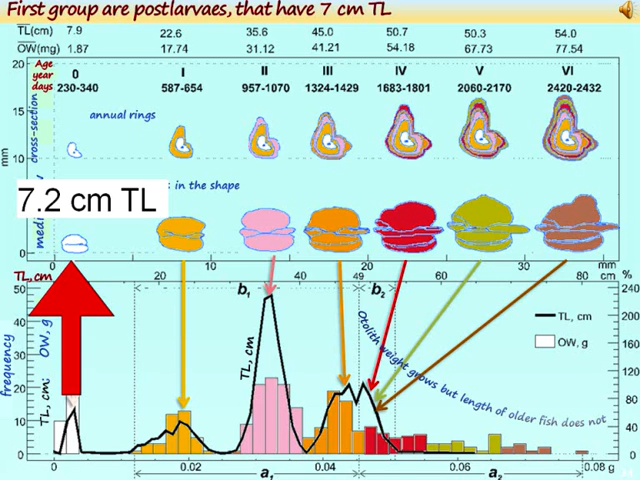 First group are postlarvaes, that have 7 cm TL
TL(cm) 7.9 22.6 35.6 45.0 50.7 50.3 54.0
OW(mg) 1.87 17.74 31.12 41.21 54.18 67.73 77.54
20
Age
year 0 I II III IV V VI
days 230-340 587-654 957-1070 1324-1429 1683-1801 2060-2170 2420-2432
15
annual rings
cross-section
mm
10
in the shape
7.2 cm TL
0
0 10 20 30 mm
TL, cm 20 40 49 60 80 cm %
50 b1 b2 240
40 200
TL, cm
OW, g
30 160
20 120
10 80
40
0 0
frequency
OW, g
TL, cm
TL, cm
Otolith weight grows but length of older fish does not
0 0.02 0.04 0.06 0.08 g
a1 a2